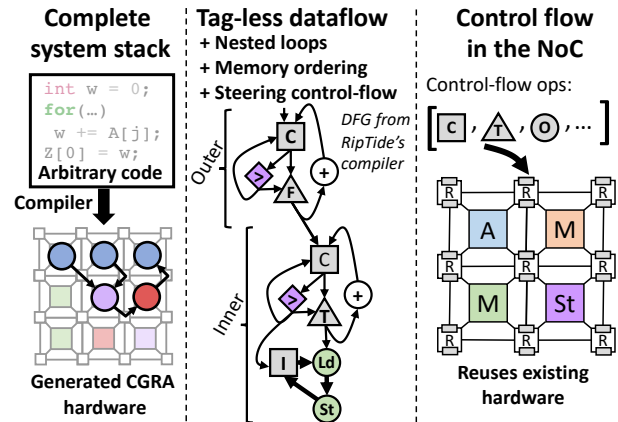 Complete
system stack
int w = 0;
for(…)
w += A[j];
Z[0] = w;
Arbitrary code
Compiler
Generated CGRA
hardware
Tag-less dataflow
+ Nested loops
+ Memory ordering
+ Steering control-flow
DFG from
RipTide's
compiler
Outer
C
>
+
F
Inner
C
>
+
T
I
Ld
St
Control flow
in the NoC
Control-flow ops:
[ C , T , O , … ]
R R R
A M
R R R
M St
R R R
Reuses existing
hardware